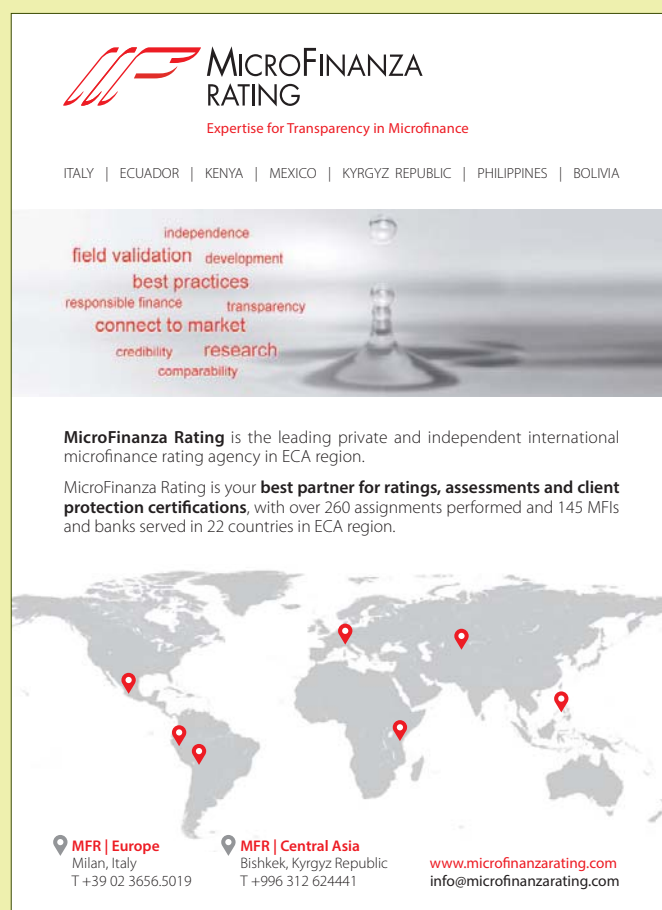 MICROFINANZA
RATING
Expertise for Transparency in Microfinance
ITALY | ECUADOR | KENYA | MEXICO | KYRGYZ REPUBLIC | PHILIPPINES | BOLIVIA
independence
field validation development
best practices
responsible finance transparency
connect to market
credibility research
comparability
MicroFinanza Rating is the leading private and independent international
microfinance rating agency in ECA region.
MicroFinanza Rating is your best partner for ratings, assessments and client
protection certifications, with over 260 assignments performed and 145 MFIs
and banks served in 22 countries in ECA region.
MFR | Europe
Milan, Italy
T +39 02 3656.5019
MFR | Central Asia
Bishkek, Kyrgyz Republic
T +996 312 624441
www.microfinanzarating.com
info@microfinanzarating.com